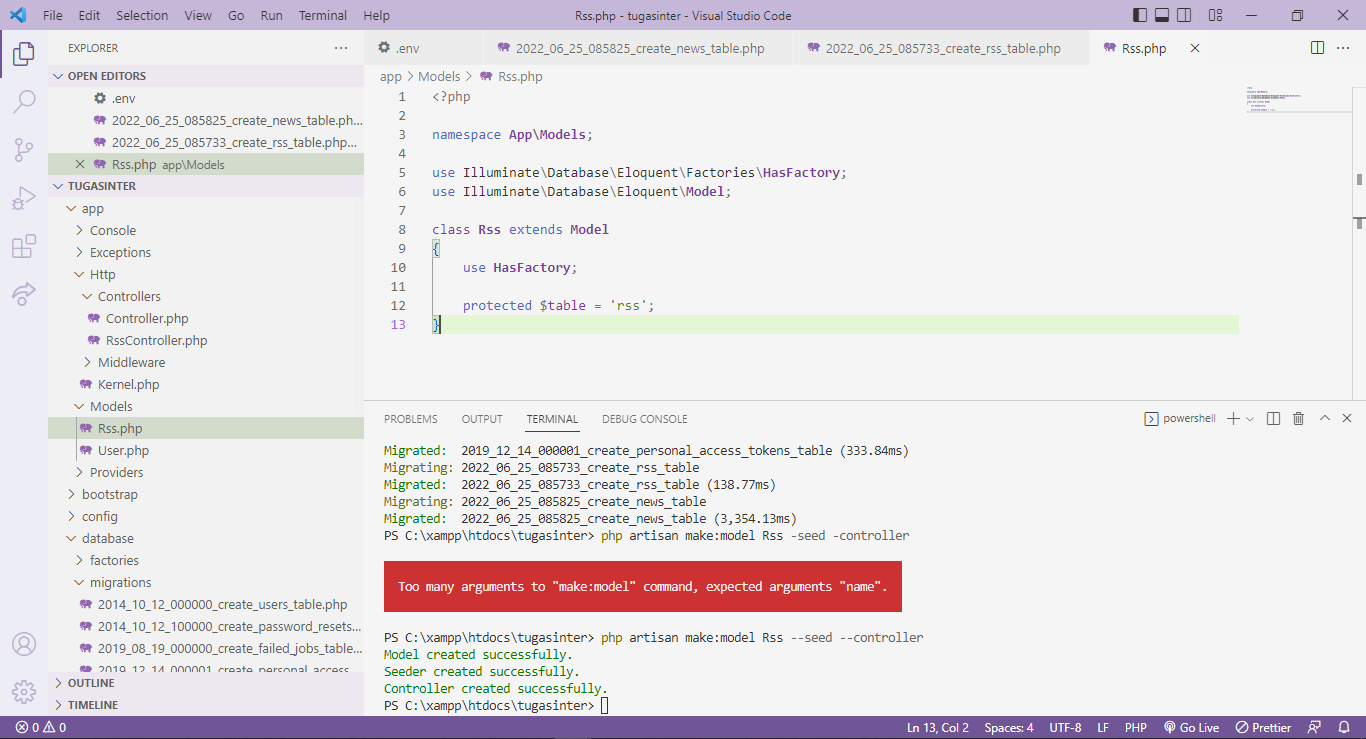 File Edit Selection View Go Run Terminal Help
Rss.php - tugasinter - Visual Studio Code
EXPLORER
OPEN EDITORS
.env
2022_06_25_085825_create_news_table.ph...
2022_06_25_085733_create_rss_table.php...
Rss.php app\Models
TUGASINTER
app
Console
Exceptions
Http
Controllers
Controller.php
RssController.php
Middleware
Kernel.php
Models
Rss.php
User.php
Providers
bootstrap
config
database
factories
migrations
2014_10_12_000000_create_users_table.php
2014_10_12_100000_create_password_resets...
2019_08_19_000000_create_failed_jobs_table...
2019_12_14_000001_create_personal_access
OUTLINE
TIMELINE
.env
2022_06_25_085825_create_news_table.php
2022_06_25_085733_create_rss_table.php
Rss.php
app > Models > Rss.php
1 <?php
2
3 namespace App\Models;
4
5 use Illuminate\Database\Eloquent\Factories\HasFactory;
6 use Illuminate\Database\Eloquent\Model;
7
8 class Rss extends Model
9 {
10 use HasFactory;
11
12 protected $table = 'rss';
13 }
PROBLEMS OUTPUT TERMINAL DEBUG CONSOLE
powershell
Migrated: 2019_12_14_000001_create_personal_access_tokens_table (333.84ms)
Migrating: 2022_06_25_085733_create_rss_table
Migrated: 2022_06_25_085733_create_rss_table (138.77ms)
Migrating: 2022_06_25_085825_create_news_table
Migrated: 2022_06_25_085825_create_news_table (3,354.13ms)
PS C:\xampp\htdocs\tugasinter> php artisan make:model Rss -seed -controller
Too many arguments to "make:model" command, expected arguments "name".
PS C:\xampp\htdocs\tugasinter> php artisan make:model Rss --seed --controller
Model created successfully.
Seeder created successfully.
Controller created successfully.
PS C:\xampp\htdocs\tugasinter>
0 0
Ln 13, Col 2 Spaces: 4 UTF-8 LF PHP Go Live Prettier